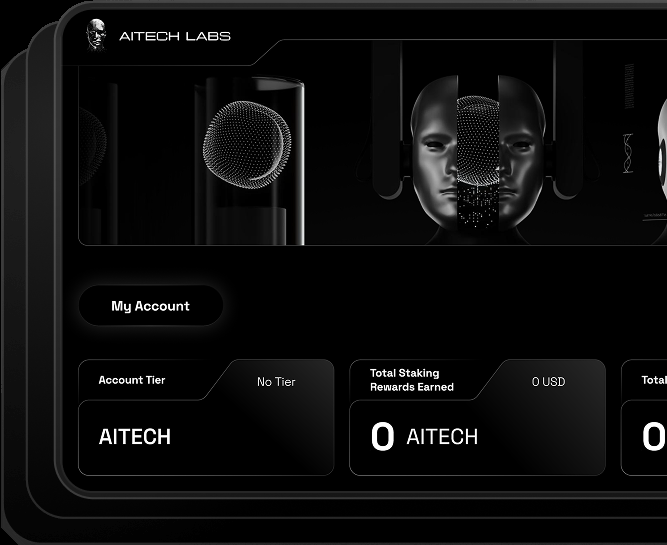 AITECH LABS
My Account
Account Tier
No Tier
AITECH
Total Staking
Rewards Earned
0 USD
0 AITECH
Total
0